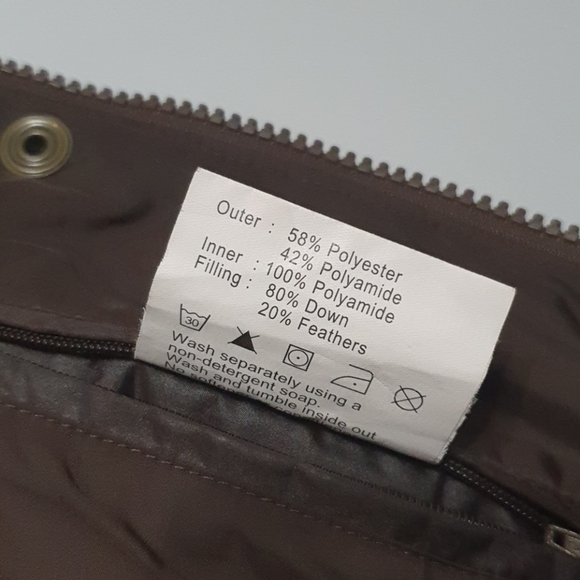 Outer : 58% Polyester
42% Polyamide
Inner : 100% Polyamide
Filling : 80% Down
20% Feathers
30
Wash separately using a
non-detergent soap.
Wash and tumble inside out
No